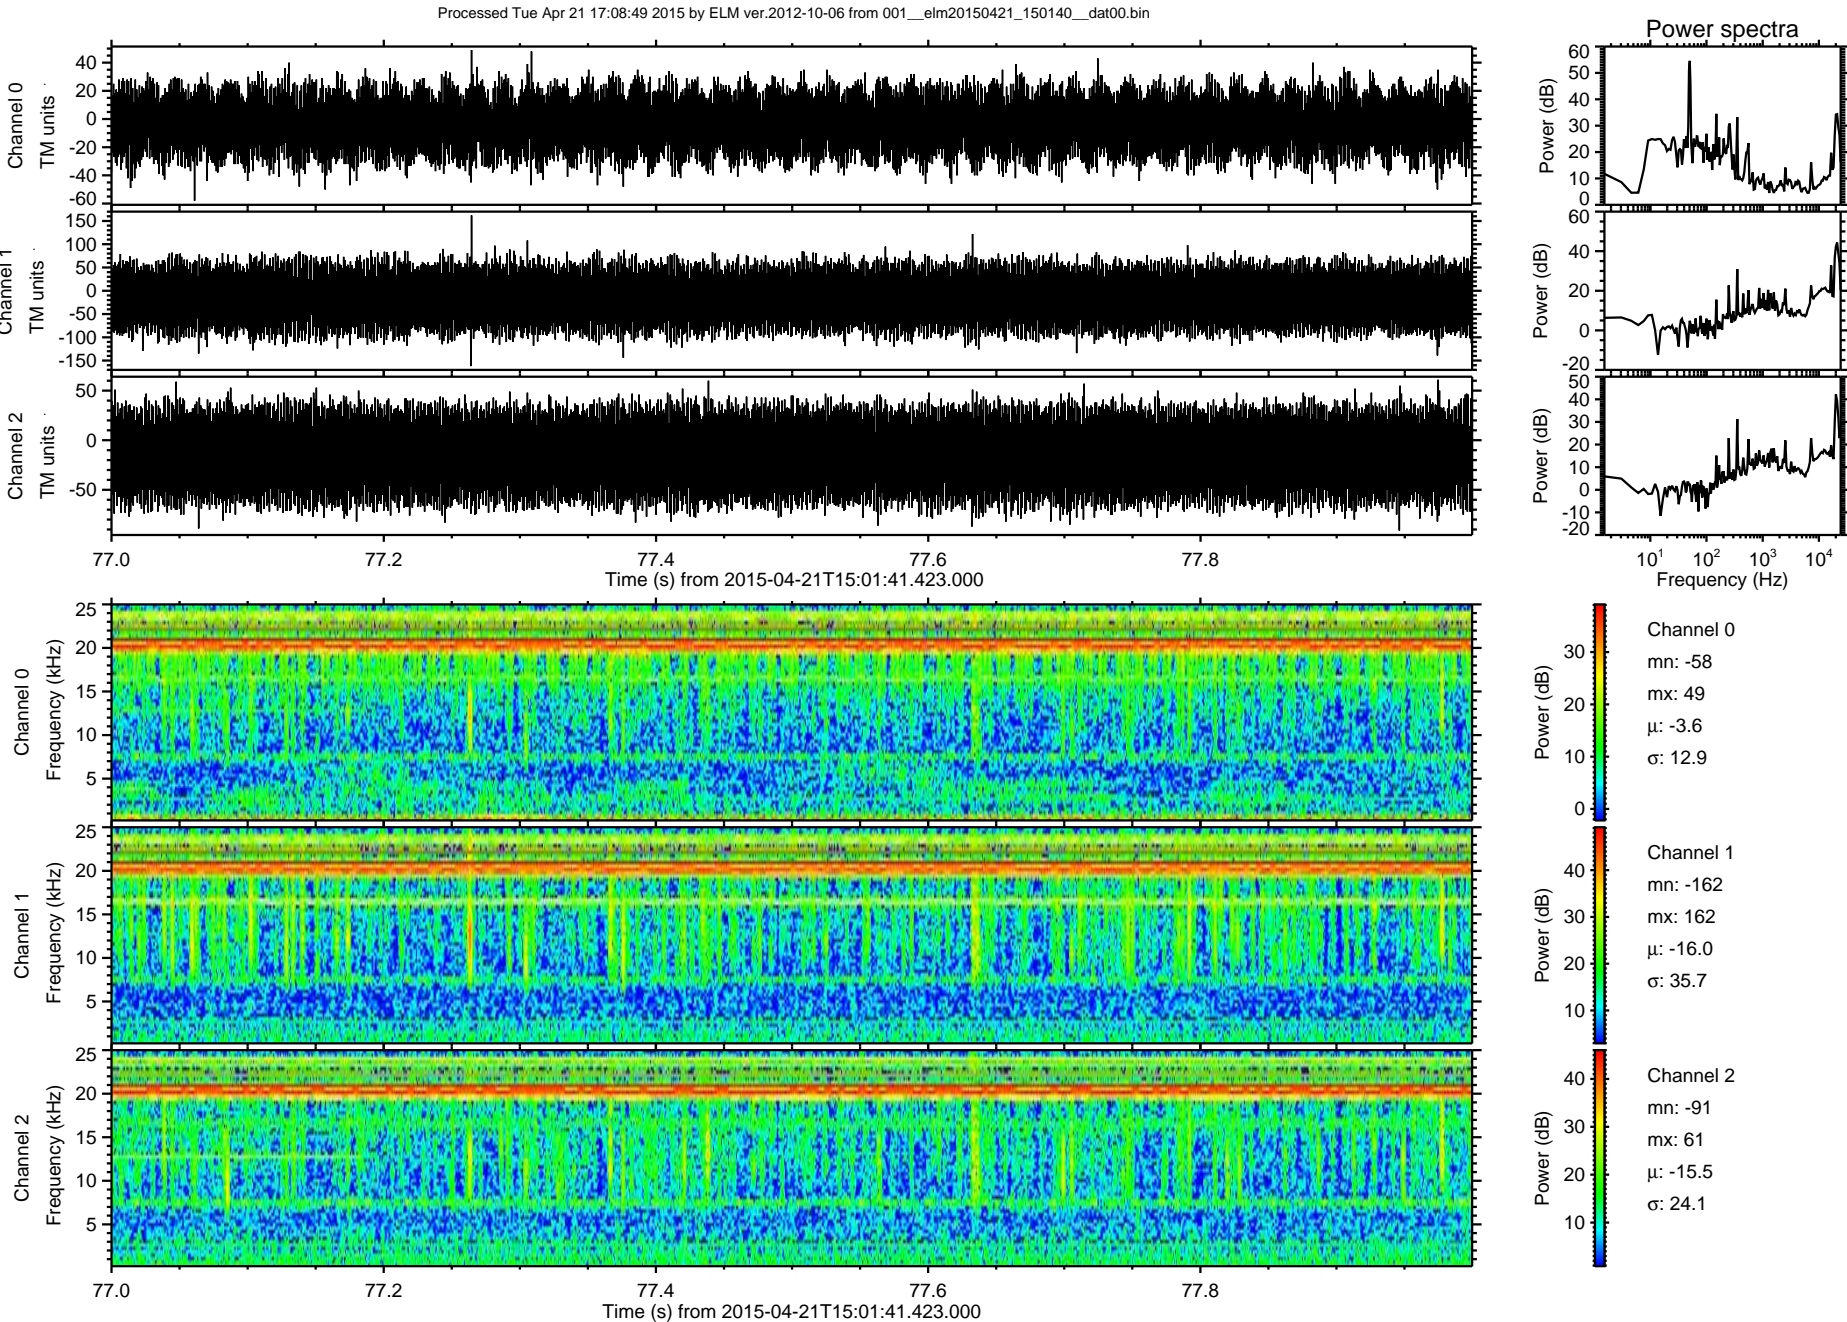 Processed Tue Apr 21 17:08:49 2015 by ELM ver.2012-10-06 from 001__elm20150421_150140__dat00.bin
Power spectra
Channel 0
TM units
40
20
0
-20
-40
-60
Power (dB)
60
50
40
30
20
10
0
Channel 1
TM units
150
100
50
0
-50
-100
-150
Power (dB)
60
40
20
0
-20
Channel 2
TM units
50
0
-50
Power (dB)
50
40
30
20
10
0
-10
-20
77.0 77.2 77.4 77.6 77.8
Time (s) from 2015-04-21T15:01:41.423.000
10^1 10^2 10^3 10^4
Frequency (Hz)
Channel 0
Frequency (kHz)
25
20
15
10
5
Power (dB)
30
20
10
0
Channel 0
mn: -58
mx: 49
μ: -3.6
σ: 12.9
Channel 1
Frequency (kHz)
25
20
15
10
5
Power (dB)
40
30
20
10
Channel 1
mn: -162
mx: 162
μ: -16.0
σ: 35.7
Channel 2
Frequency (kHz)
25
20
15
10
5
Power (dB)
40
30
20
10
Channel 2
mn: -91
mx: 61
μ: -15.5
σ: 24.1
77.0 77.2 77.4 77.6 77.8
Time (s) from 2015-04-21T15:01:41.423.000